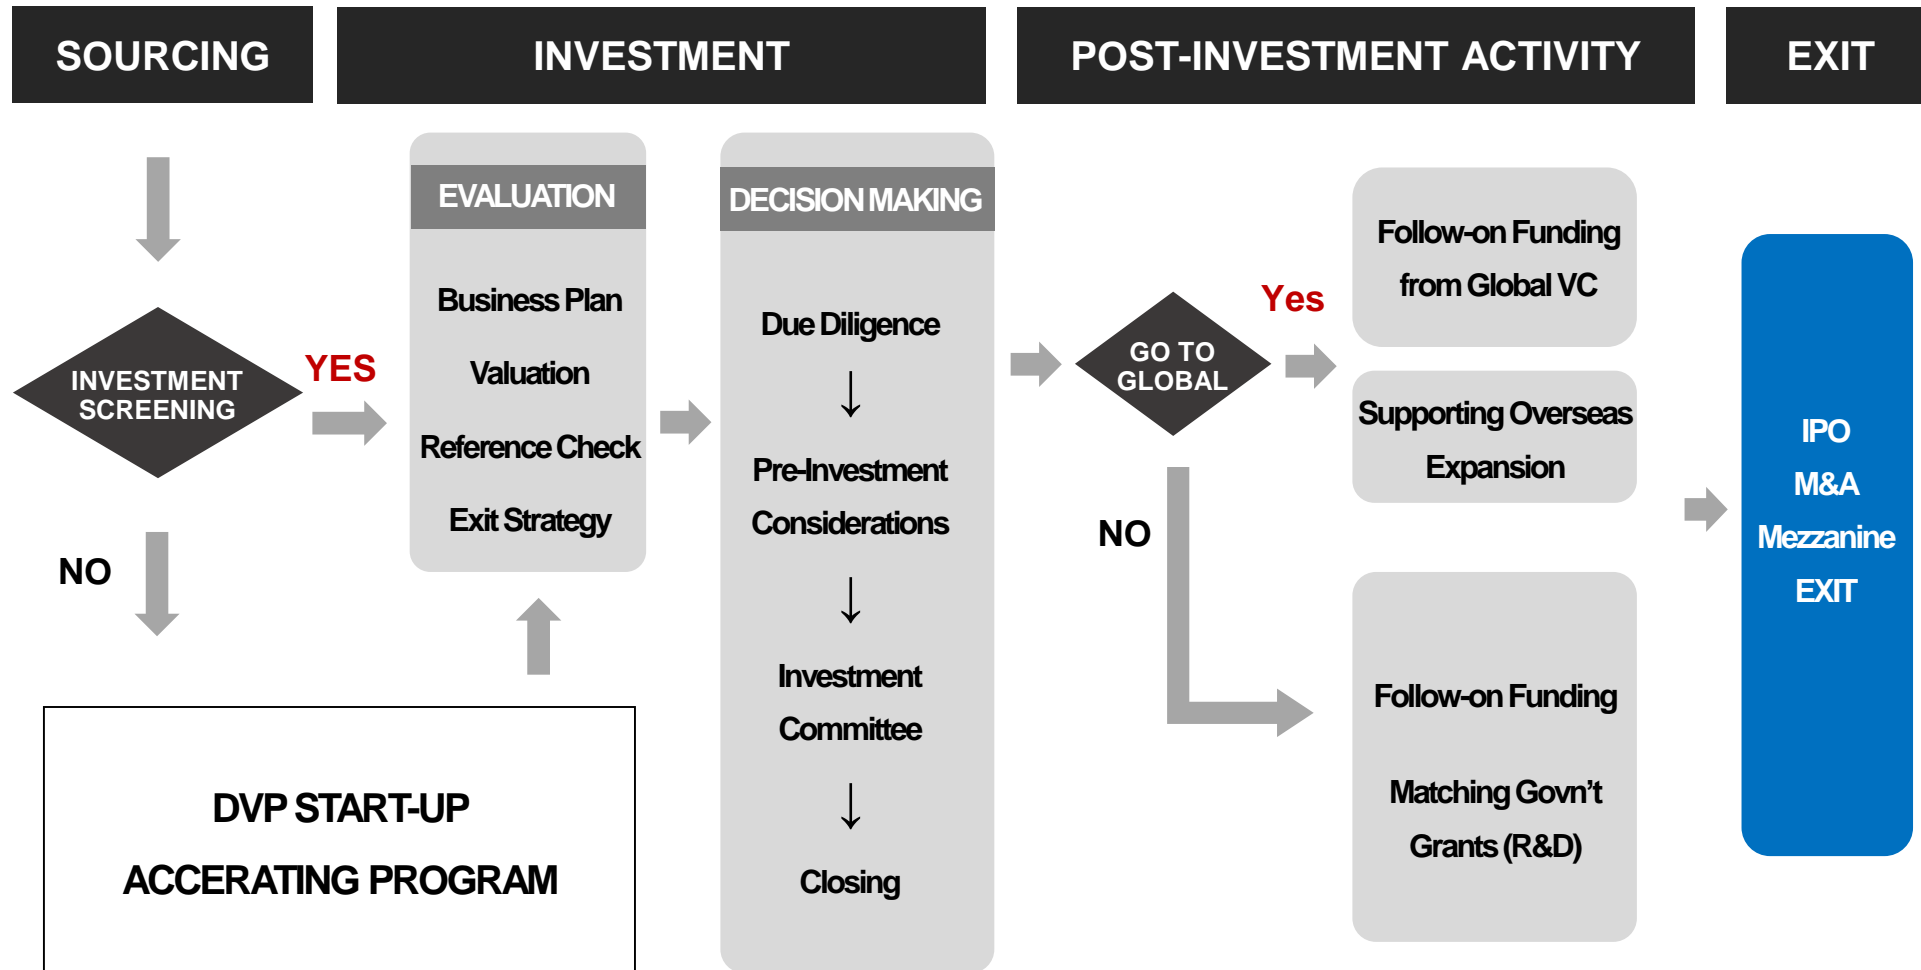 SOURCING
INVESTMENT
POST-INVESTMENT ACTIVITY
EXIT
INVESTMENT
SCREENING
YES
NO
DVP START-UP
ACCERATING PROGRAM
EVALUATION
Business Plan
Valuation
Reference Check
Exit Strategy
DECISION MAKING
Due Diligence
↓
Pre-Investment
Considerations
↓
Investment
Committee
↓
Closing
GO TO
GLOBAL
Yes
NO
Follow-on Funding
from Global VC
Supporting Overseas
Expansion
Follow-on Funding
Matching Govn’t
Grants (R&D)
IPO
M&A
Mezzanine
EXIT